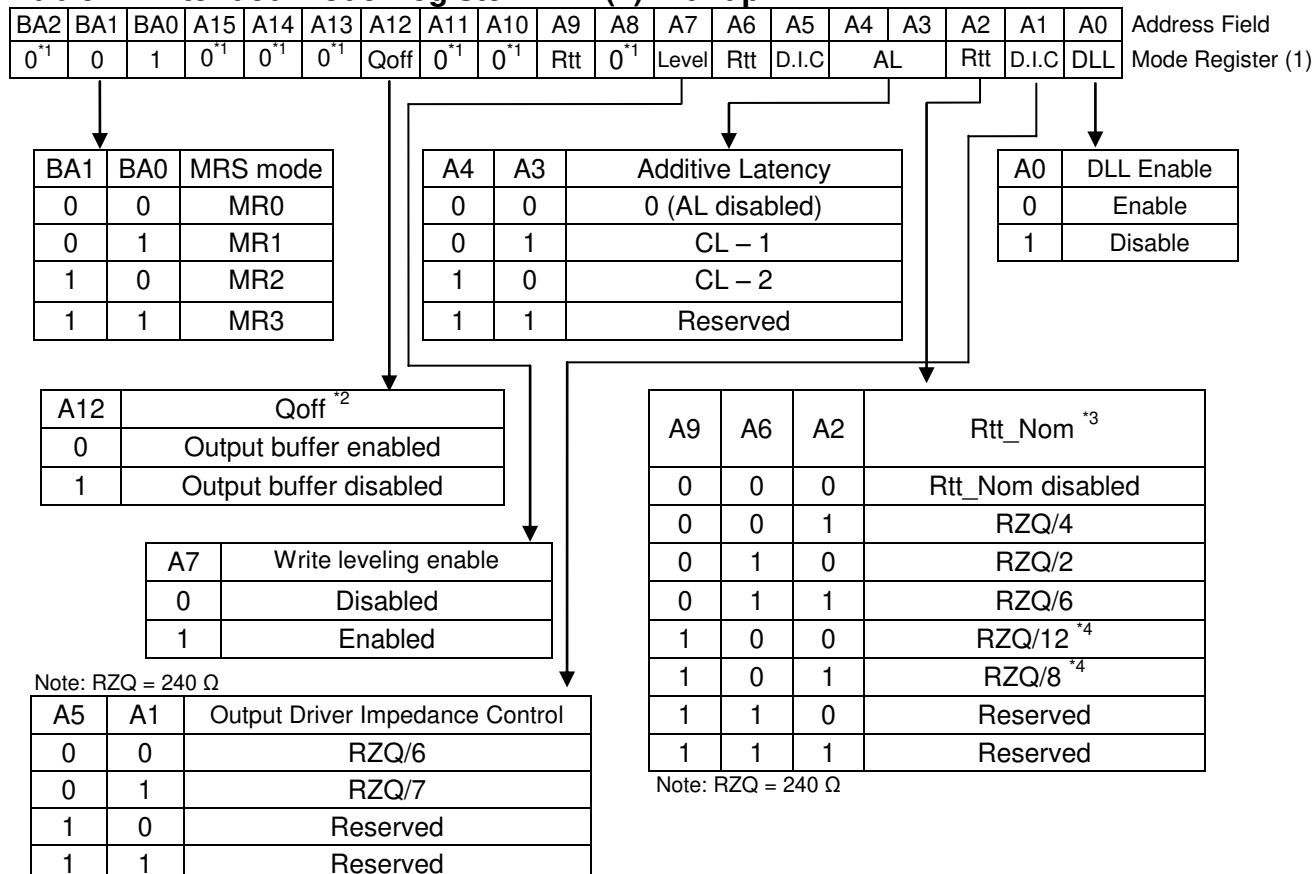 BA2 BA1 BA0 A15 A14 A13 A12 A11 A10 A9 A8 A7 A6 A5 A4 A3 A2 A1 A0 Address Field
0*1 0 1 0*1 0*1 0*1 Qoff 0*1 0*1 Rtt 0*1 Level Rtt D.I.C AL Rtt D.I.C DLL Mode Register (1)
BA1 BA0 MRS mode
0 0 MR0
0 1 MR1
1 0 MR2
1 1 MR3
A4 A3 Additive Latency
0 0 0 (AL disabled)
0 1 CL – 1
1 0 CL – 2
1 1 Reserved
A0 DLL Enable
0 Enable
1 Disable
A12 Qoff *2
0 Output buffer enabled
1 Output buffer disabled
A9 A6 A2 Rtt_Nom *3
0 0 0 Rtt_Nom disabled
0 0 1 RZQ/4
0 1 0 RZQ/2
0 1 1 RZQ/6
1 0 0 RZQ/12 *4
1 0 1 RZQ/8 *4
1 1 0 Reserved
1 1 1 Reserved
Note: RZQ = 240 Ω
A7 Write leveling enable
0 Disabled
1 Enabled
Note: RZQ = 240 Ω
A5 A1 Output Driver Impedance Control
0 0 RZQ/6
0 1 RZQ/7
1 0 Reserved
1 1 Reserved